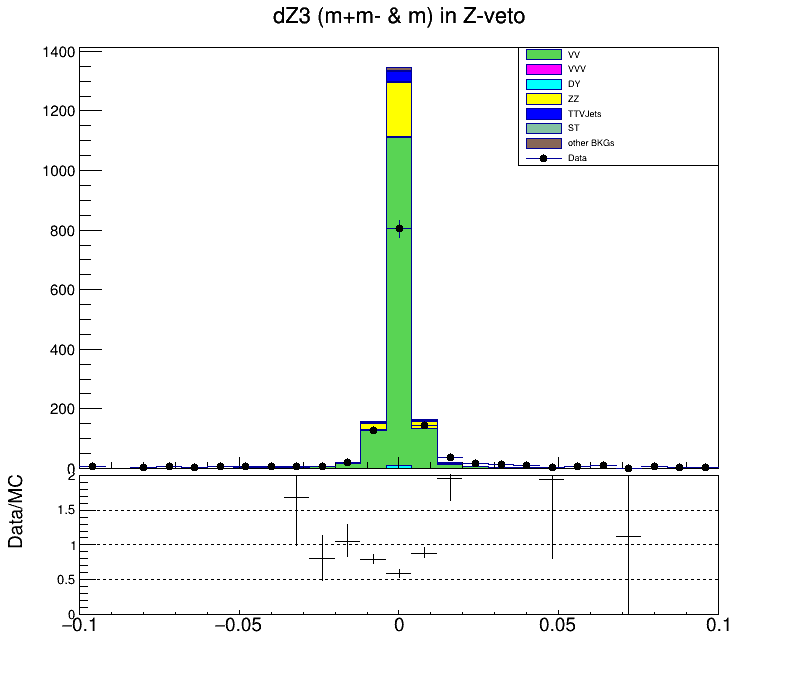 dZ3 (m+m- & m) in Z-veto
1400
1200
1000
800
600
400
200
0
VV
VVV
DY
ZZ
TTVJets
ST
other BKGs
Data
Data/MC
2
1.5
1
0.5
0
−0.1
−0.05
0
0.05
0.1